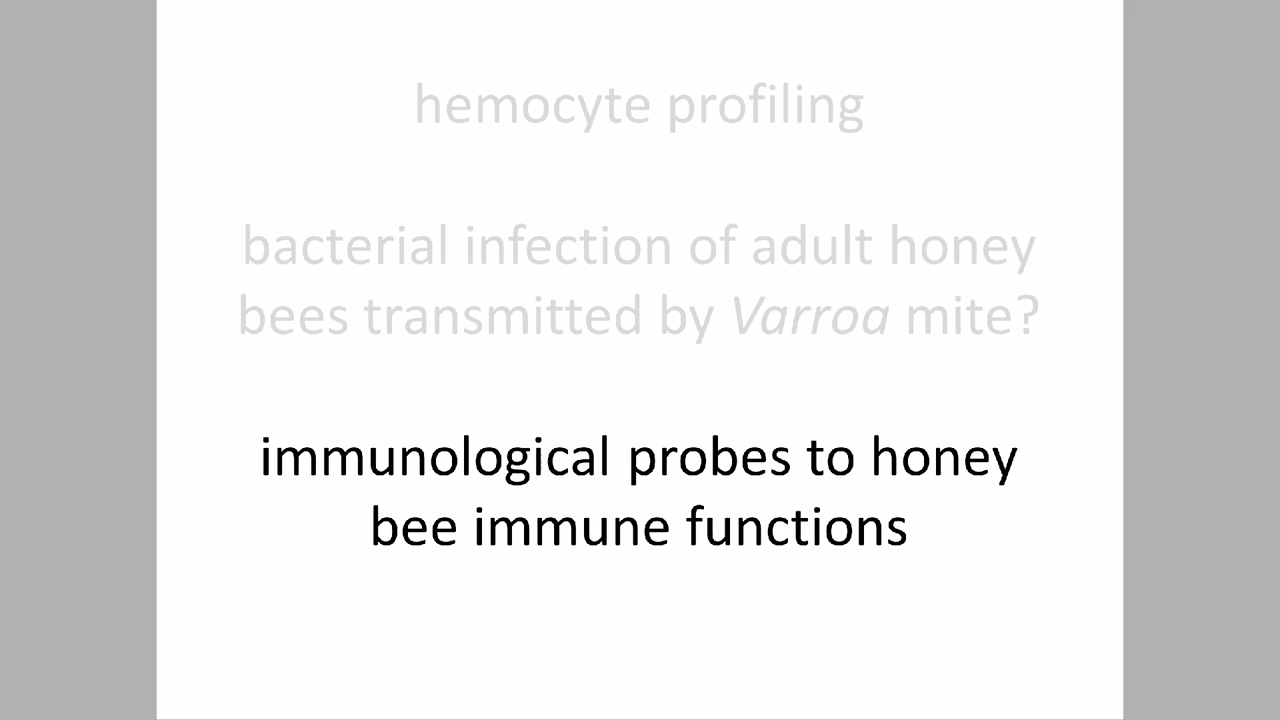 hemocyte profiling
bacterial infection of adult honey
bees transmitted by Varroa mite?
immunological probes to honey
bee immune functions